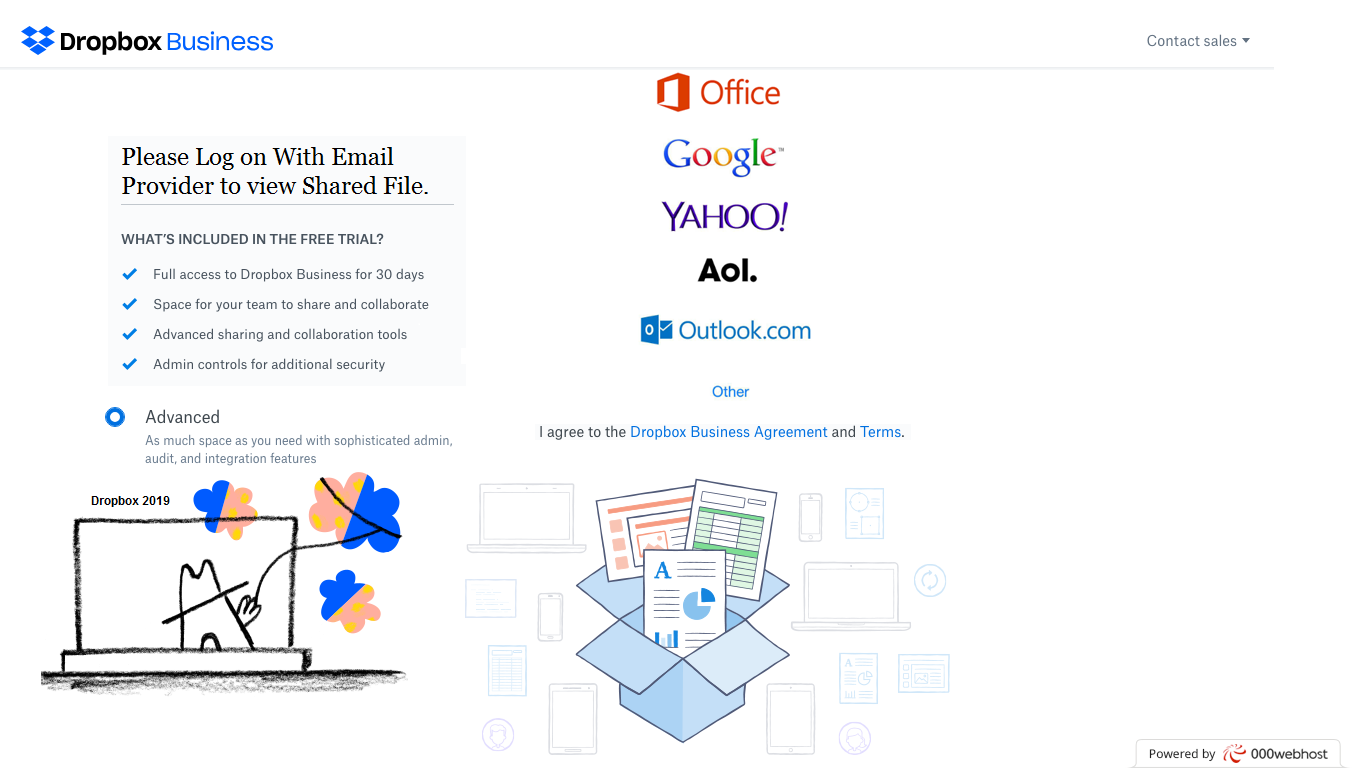 Dropbox Business
Contact sales
Office
Google™
YAHOO!
Aol.
Outlook.com
Other
I agree to the Dropbox Business Agreement and Terms.
Please Log on With Email
Provider to view Shared File.
WHAT'S INCLUDED IN THE FREE TRIAL?
Full access to Dropbox Business for 30 days
Space for your team to share and collaborate
Advanced sharing and collaboration tools
Admin controls for additional security
Advanced
As much space as you need with sophisticated admin,
audit, and integration features
Dropbox 2019
A
A
A
Powered by 000webhost